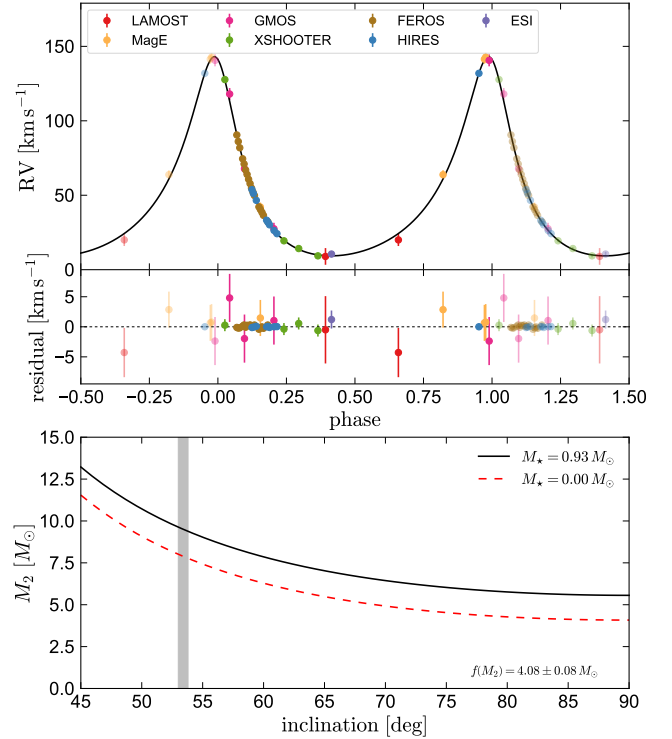 LAMOST
MagE
GMOS
XSHOOTER
FEROS
HIRES
ESI
RV [km s⁻¹]
150
100
50
0
residual [km s⁻¹]
5
0
−5
−0.50 −0.25 0.00 0.25 0.50 0.75 1.00 1.25 1.50
phase
M₂ [M⊙]
15.0
12.5
10.0
7.5
5.0
2.5
0.0
M⋆ = 0.93 M⊙
M⋆ = 0.00 M⊙
f(M₂) = 4.08 ± 0.08 M⊙
45 50 55 60 65 70 75 80 85 90
inclination [deg]